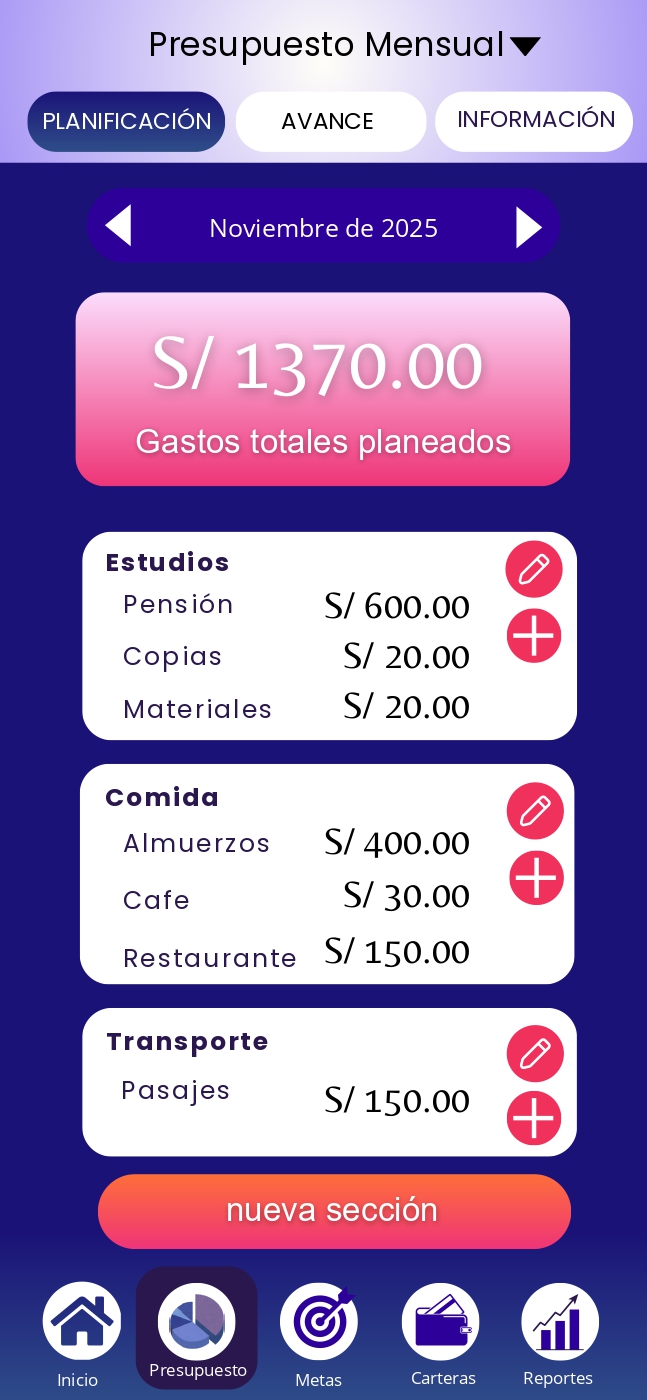 Presupuesto Mensual
PLANIFICACIÓN AVANCE INFORMACIÓN
Noviembre de 2025
S/ 1370.00
Gastos totales planeados
Estudios
Pensión S/ 600.00
Copias S/ 20.00
Materiales S/ 20.00
Comida
Almuerzos S/ 400.00
Cafe S/ 30.00
Restaurante S/ 150.00
Transporte
Pasajes S/ 150.00
nueva sección
Inicio Presupuesto Metas Carteras Reportes